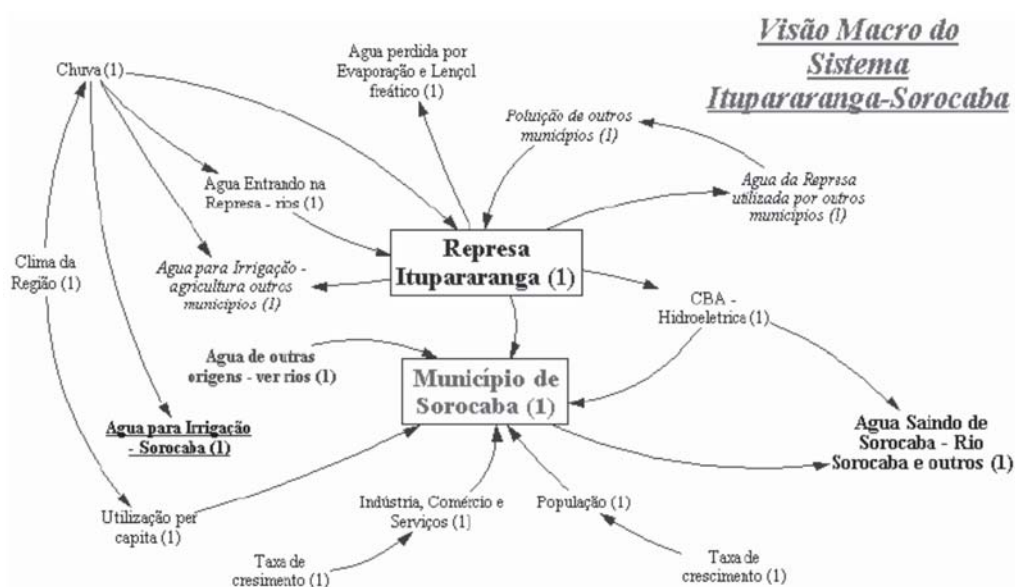 Visão Macro do
Sistema
Itupararanga-Sorocaba
Chuva (1)
Agua perdida por
Evaporação e Lençol
freático (1)
Poluição de outros
municípios (1)
Agua Entrando na
Represa - rios (1)
Agua da Represa
utilizada por outros
municípios (1)
Clima da
Região (1)
Agua para Irrigação -
agricultura outros
municípios (1)
Represa
Itupararanga (1)
CBA -
Hidroeletrica (1)
Agua de outras
origens - ver rios (1)
Município de
Sorocaba (1)
Agua para Irrigação
- Sorocaba (1)
Agua Saindo de
Sorocaba - Rio
Sorocaba e outros (1)
Utilização per
capita (1)
Indústria, Comércio e
Serviços (1)
População (1)
Taxa de
cresimento (1)
Taxa de
crescimento (1)